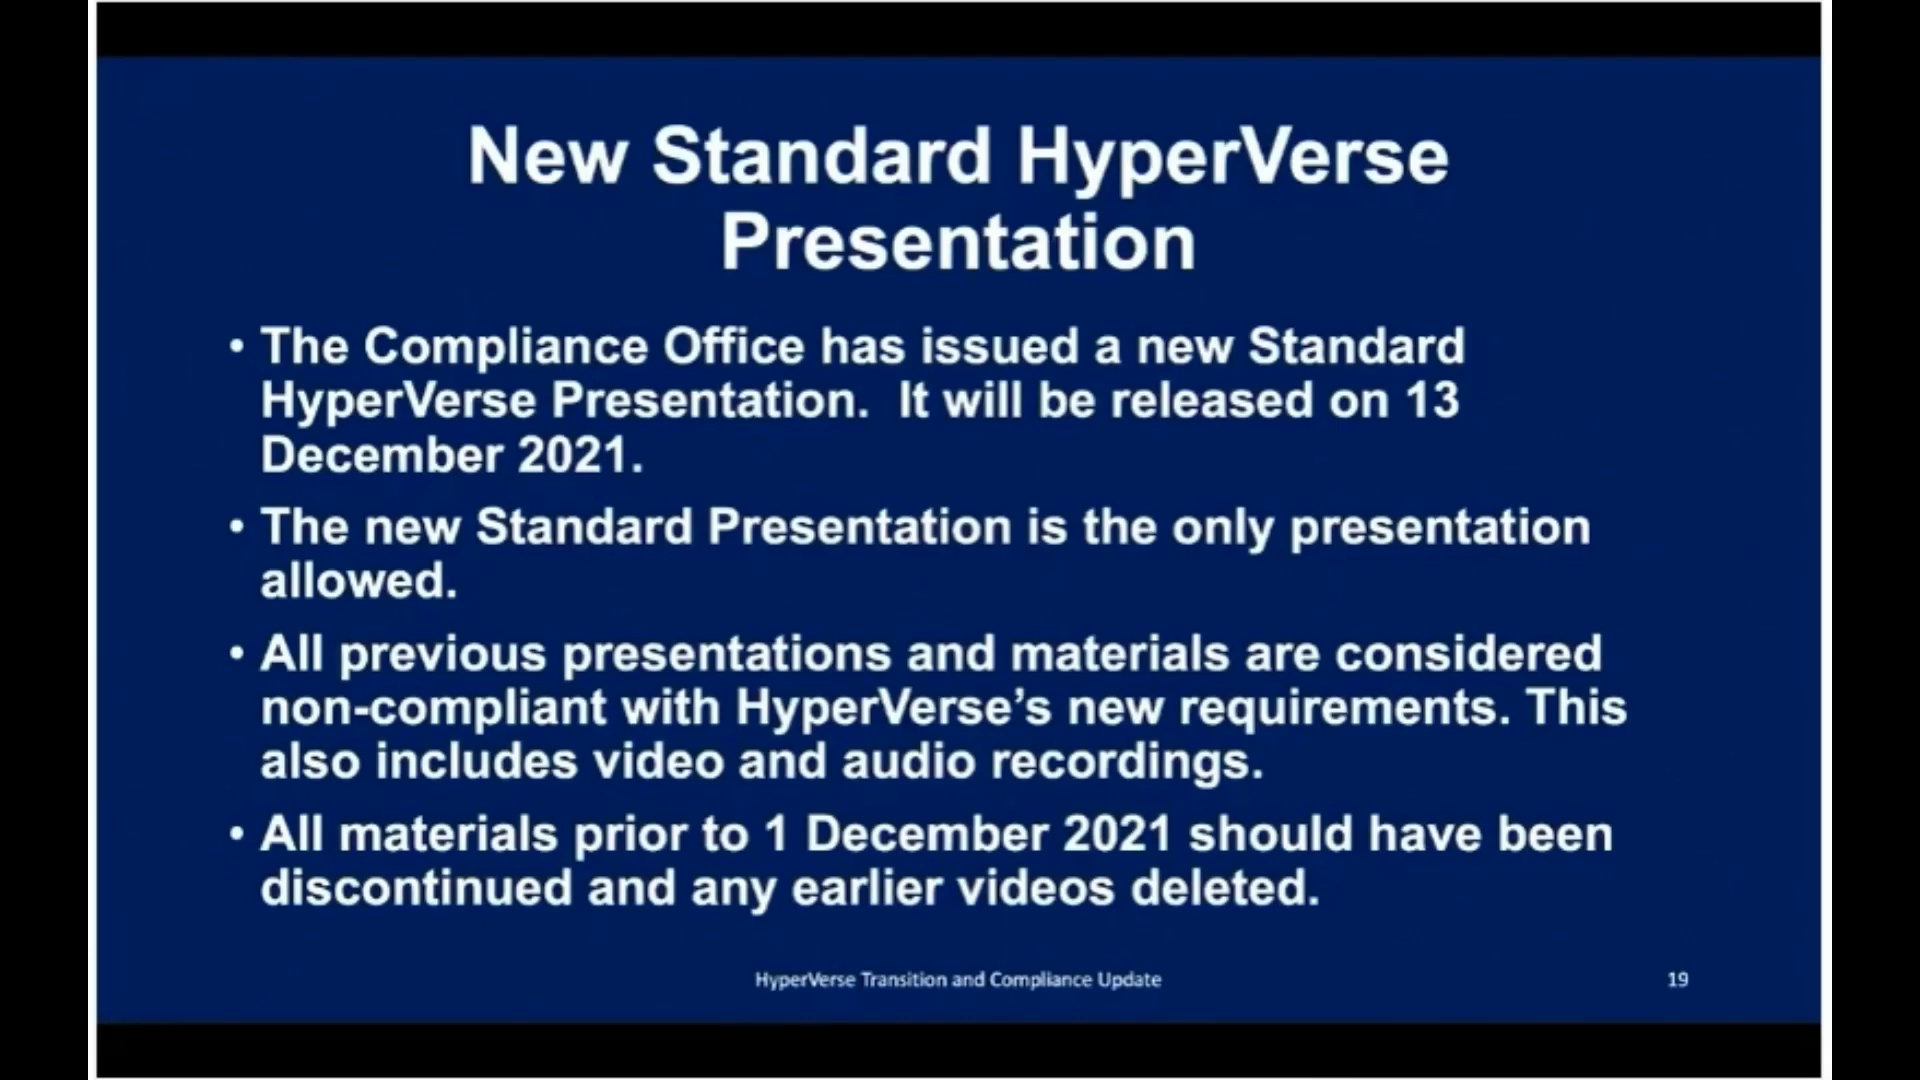 New Standard HyperVerse
Presentation
• The Compliance Office has issued a new Standard
HyperVerse Presentation.  It will be released on 13
December 2021.
• The new Standard Presentation is the only presentation
allowed.
• All previous presentations and materials are considered
non-compliant with HyperVerse’s new requirements. This
also includes video and audio recordings.
• All materials prior to 1 December 2021 should have been
discontinued and any earlier videos deleted.
HyperVerse Transition and Compliance Update
19